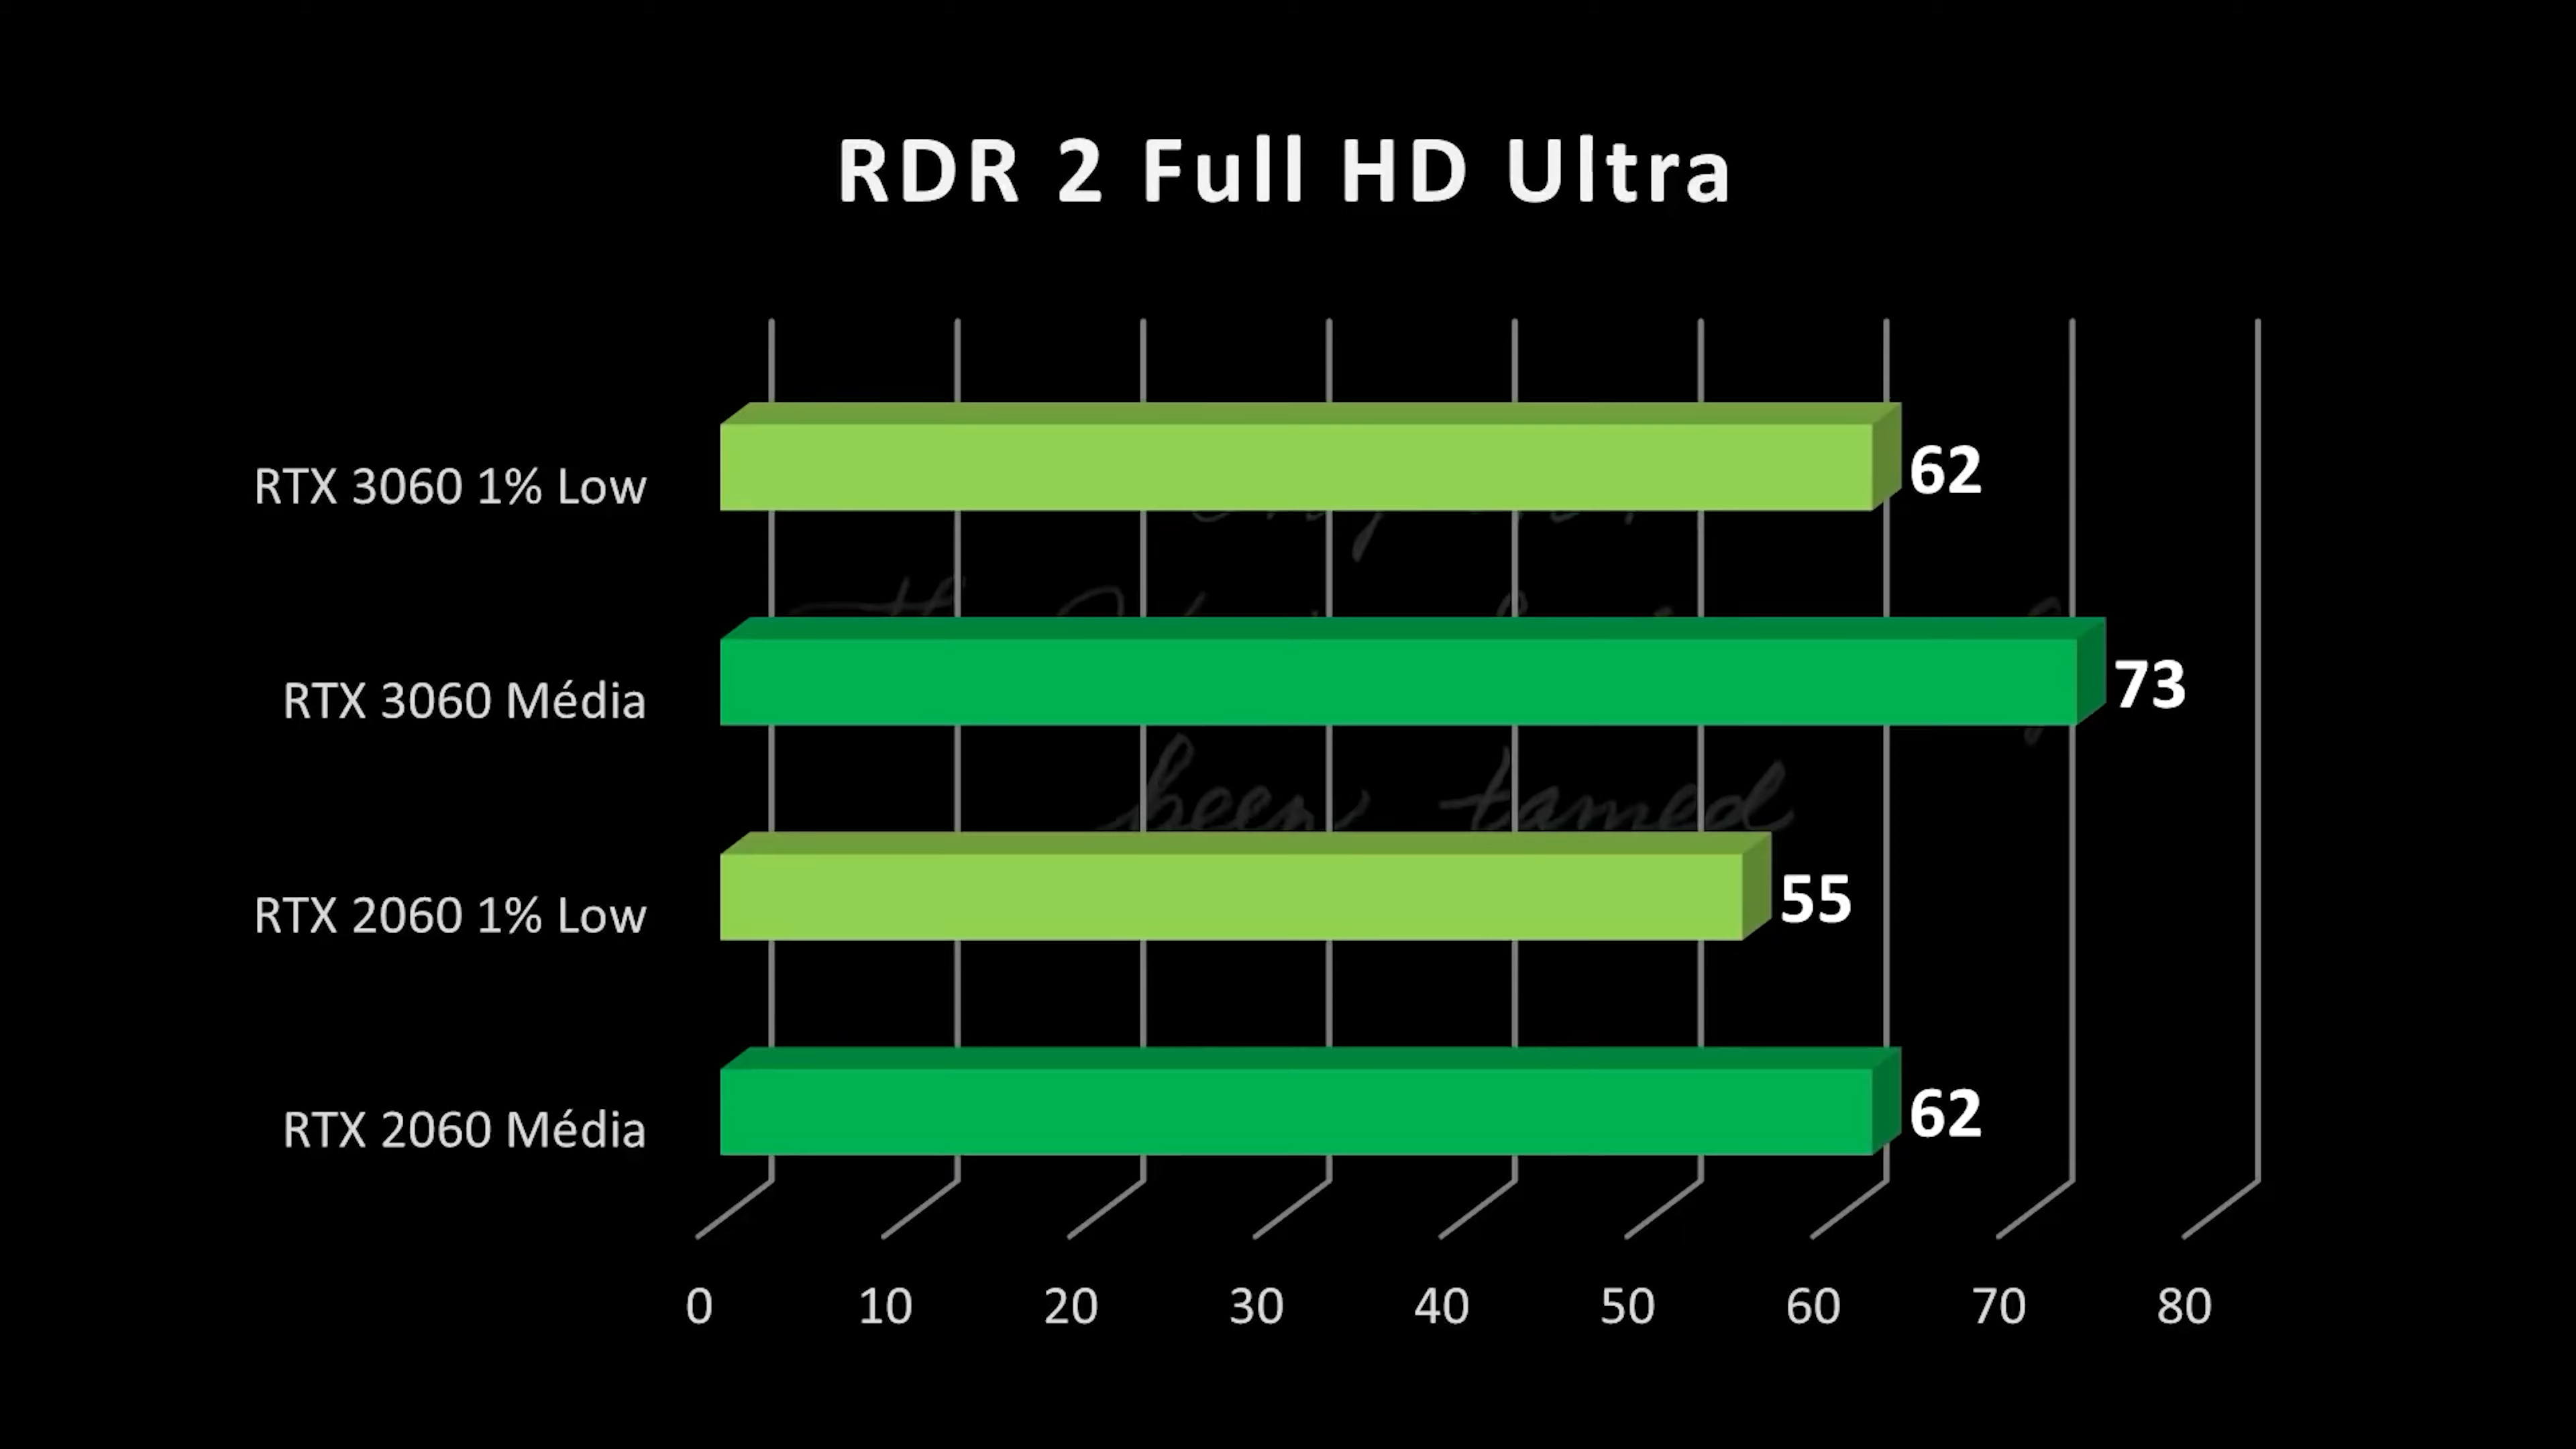 RDR 2 Full HD Ultra
RTX 3060 1% Low
62
RTX 3060 Média
73
been tamed
RTX 2060 1% Low
55
RTX 2060 Média
62
0 10 20 30 40 50 60 70 80